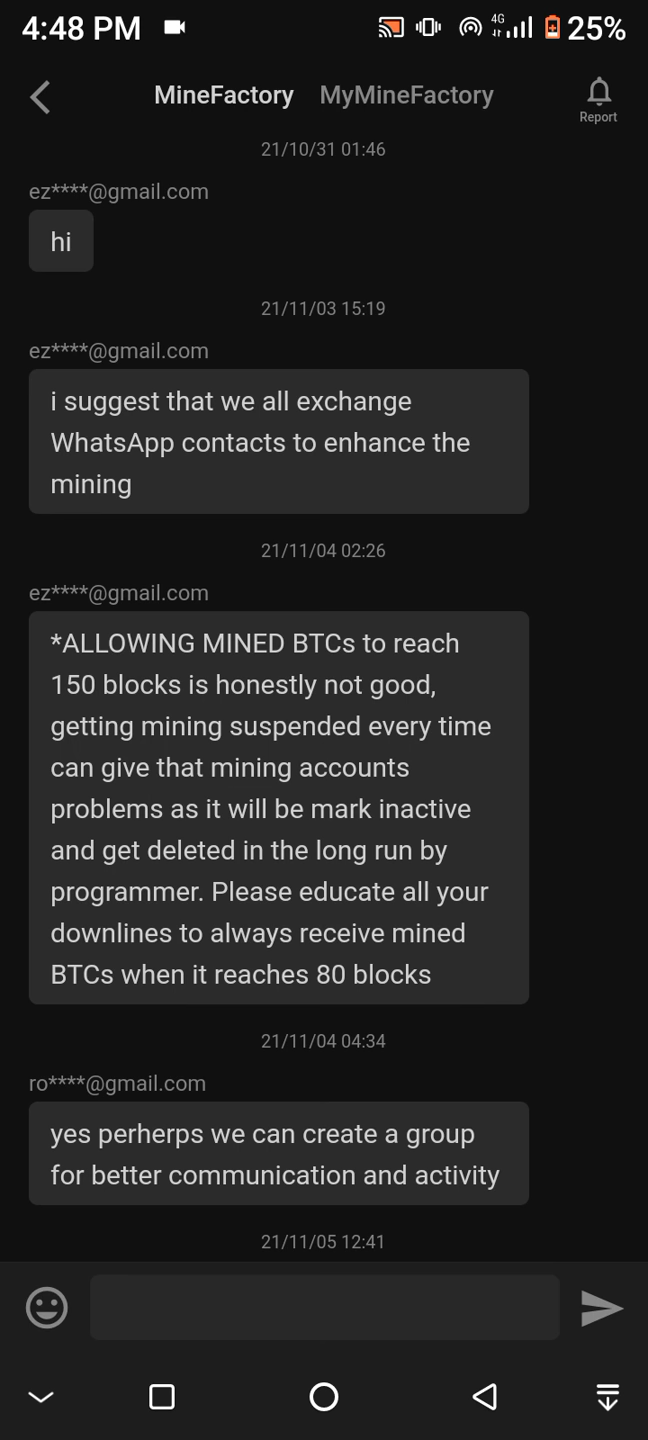 4:48 PM 4G 25%
MineFactory MyMineFactory
Report
21/10/31 01:46
ez****@gmail.com
hi
21/11/03 15:19
ez****@gmail.com
i suggest that we all exchange
WhatsApp contacts to enhance the
mining
21/11/04 02:26
ez****@gmail.com
*ALLOWING MINED BTCs to reach
150 blocks is honestly not good,
getting mining suspended every time
can give that mining accounts
problems as it will be mark inactive
and get deleted in the long run by
programmer. Please educate all your
downlines to always receive mined
BTCs when it reaches 80 blocks
21/11/04 04:34
ro****@gmail.com
yes perherps we can create a group
for better communication and activity
21/11/05 12:41